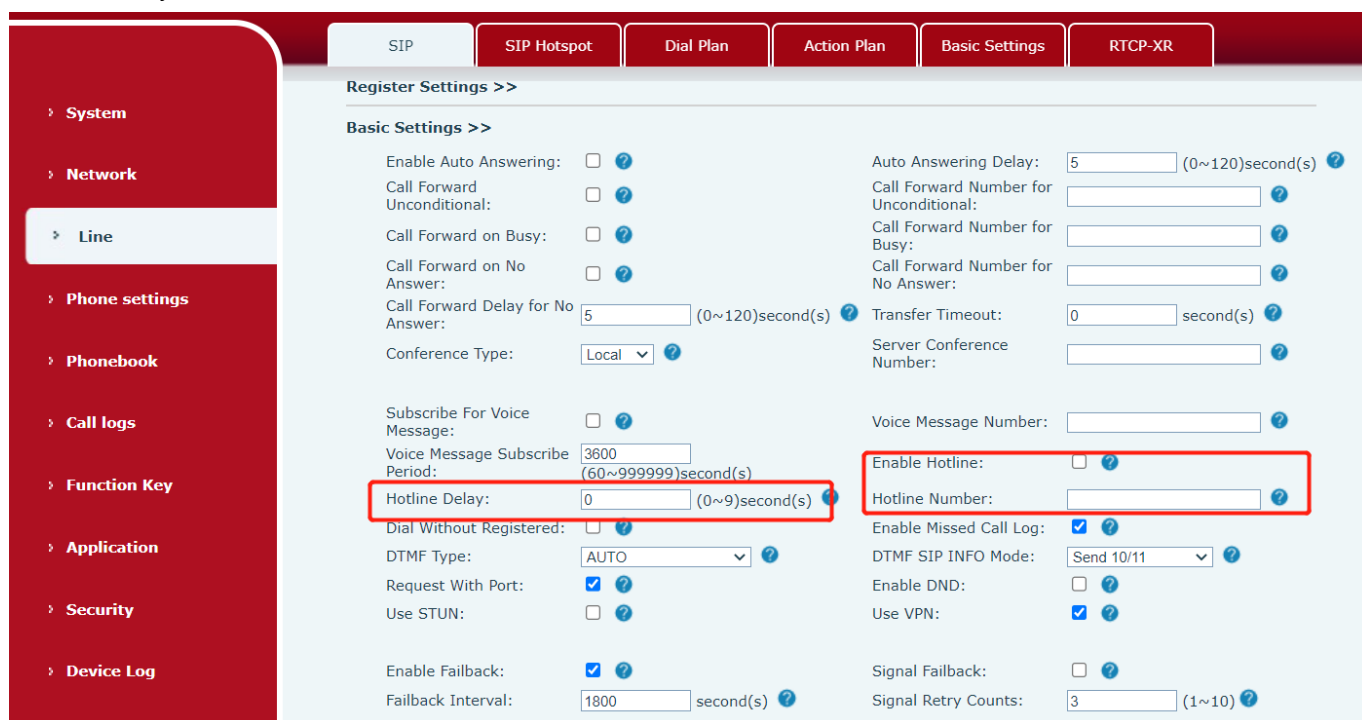 SIP
SIP Hotspot
Dial Plan
Action Plan
Basic Settings
RTCP-XR
System
Network
Line
Phone settings
Phonebook
Call logs
Function Key
Application
Security
Device Log
Register Settings >>
Basic Settings >>
Enable Auto Answering:
Auto Answering Delay: 5 (0~120)second(s)
Call Forward
Unconditional:
Call Forward Number for
Unconditional:
Call Forward on Busy:
Call Forward Number for
Busy:
Call Forward on No
Answer:
Call Forward Number for
No Answer:
Call Forward Delay for No
Answer:
5 (0~120)second(s)
Transfer Timeout: 0 second(s)
Conference Type: Local
Server Conference
Number:
Subscribe For Voice
Message:
Voice Message Number:
Voice Message Subscribe
Period:
3600
(60~999999)second(s)
Enable Hotline:
Hotline Delay: 0 (0~9)second(s)
Hotline Number:
Dial Without Registered:
Enable Missed Call Log:
DTMF Type: AUTO
DTMF SIP INFO Mode: Send 10/11
Request With Port:
Enable DND:
Use STUN:
Use VPN:
Enable Failback:
Signal Failback:
Failback Interval: 1800 second(s)
Signal Retry Counts: 3 (1~10)